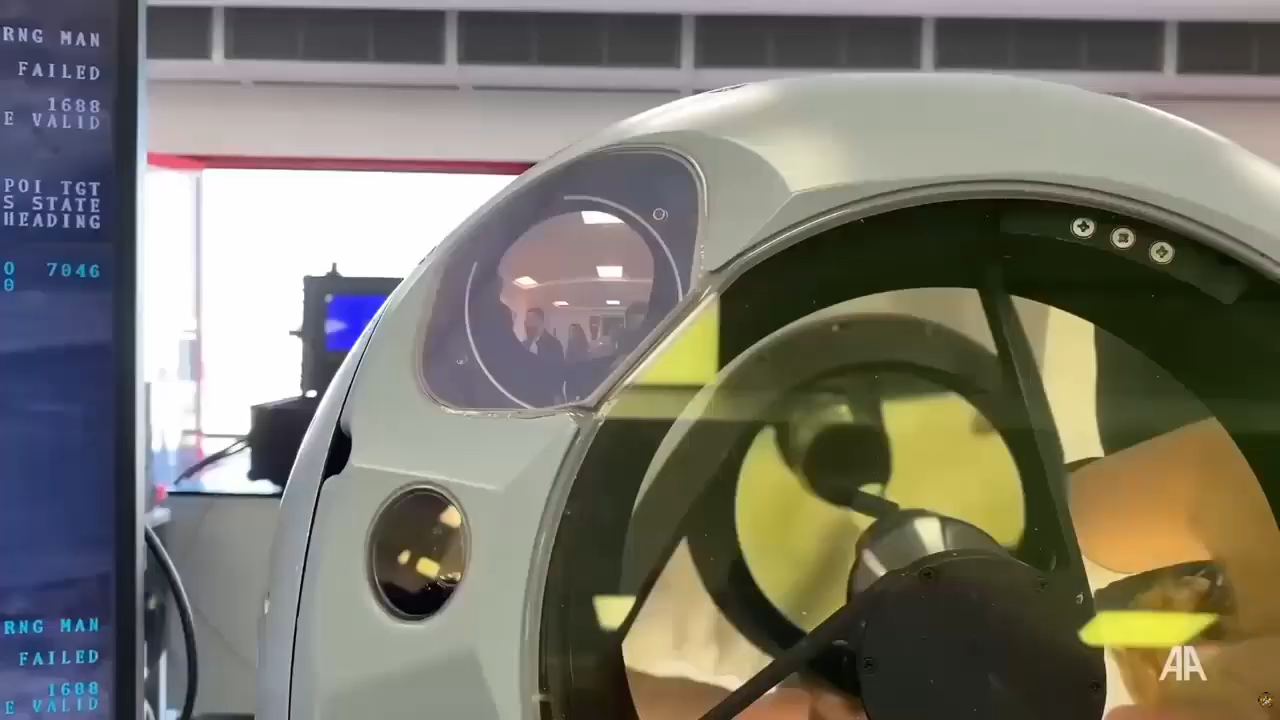 RNG MAN
FAILED
1688
E VALID
POI TGT
S STATE
HEADING
0 7046
0
RNG MAN
FAILED
1688
E VALID
AA